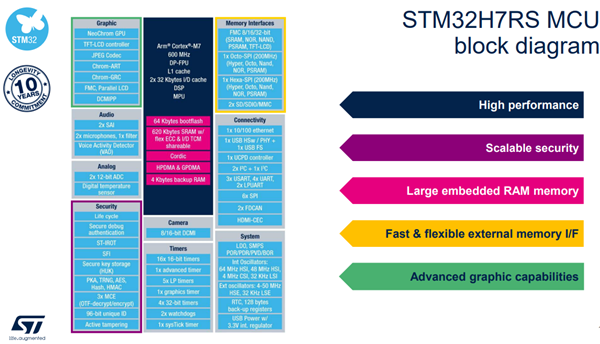 STM32
LONGEVITY
10
YEARS
COMMITMENT
STM32H7RS MCU
block diagram
Graphic
NeoChrom GPU
TFT-LCD controller
JPEG Codec
Chrom-ART
Chrom-GRC
FMC, Parallel LCD
DCMIPP
Audio
2x SAI
2x microphones, 1x filter
Voice Activity Detector
(VAD)
Analog
2x 12-bit ADC
Digital temperature
sensor
Security
Life cycle
Secure debug
authentication
ST-iROT
SFI
Secure key storage
(HUK)
PKA, TRNG, AES,
Hash, HMAC
3x MCE
(OTF-decrypt/encrypt)
96-bit unique ID
Active tampering
Arm® Cortex®-M7
600 MHz
DP-FPU
L1 cache
2x 32 Kbytes I/D cache
DSP
MPU
64 Kbytes bootflash
620 Kbytes SRAM w/
flex ECC & I/D TCM
shareable
Cordic
HPDMA & GPDMA
4 Kbytes backup RAM
Camera
8/16-bit DCMI
Timers
16x 16-bit timers
1x advanced timer
5x LP timers
1x graphics timer
4x 32-bit timers
2x watchdogs
1x sysTick timer
Memory Interfaces
FMC 8/16/32-bit
(SRAM, NOR, NAND,
PSRAM, TFT-LCD)
1x Octo-SPI (200MHz)
(Hyper, Octo, Nand,
NOR, PSRAM)
1x Hexa-SPI (200MHz)
(Hyper, Octo, Nand,
NOR, PSRAM)
2x SD/SDIO/MMC
Connectivity
1x 10/100 ethernet
1x USB HSw / PHY +
1x USB FS
1x UCPD controller
2x I²C + 1x I³C
3x USART, 4x UART,
2x LPUART
6x SPI
2x FDCAN
HDMI-CEC
System
LDO, SMPS
POR/PDR/PVD/BOR
Int Oscillators:
64 MHz HSI, 48 MHz HSI,
4 MHz CSI, 32 KHz LSI
Ext oscillators: 4-50 MHz
HSE, 32 KHz LSE
RTC, 128 bytes
back-up registers
USB Power w/
3.3V int. regulator
High performance
Scalable security
Large embedded RAM memory
Fast & flexible external memory I/F
Advanced graphic capabilities
ST
life.augmented